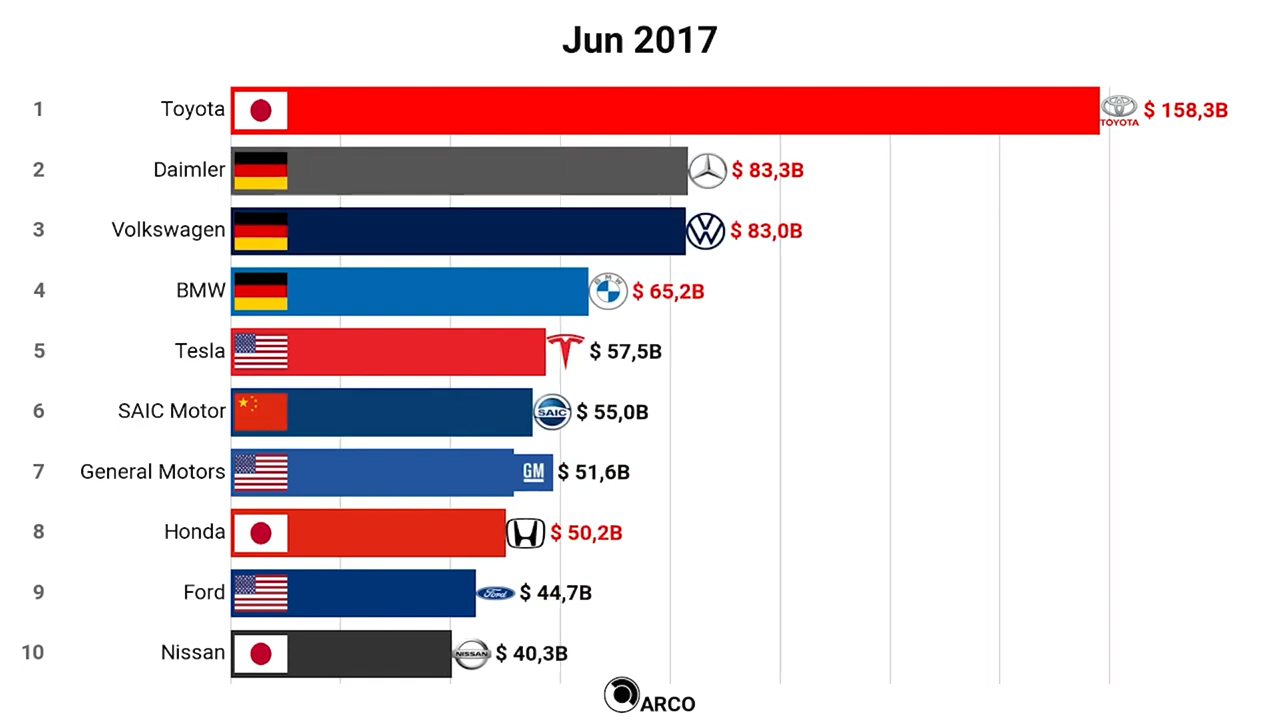 Jun 2017
1 Toyota TOYOTA $ 158,3B
2 Daimler $ 83,3B
3 Volkswagen $ 83,0B
4 BMW BMW $ 65,2B
5 Tesla $ 57,5B
6 SAIC Motor SAIC $ 55,0B
7 General Motors GM $ 51,6B
8 Honda $ 50,2B
9 Ford Ford $ 44,7B
10 Nissan NISSAN $ 40,3B
ARCO